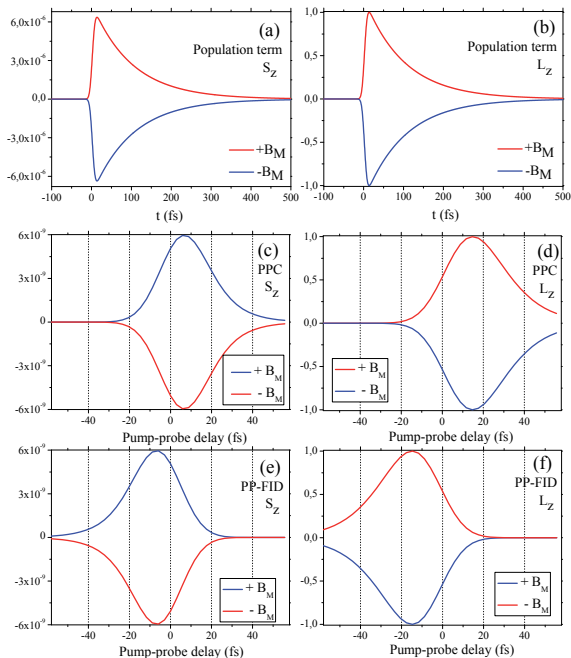 6,0x10⁻⁶
3,0x10⁻⁶
0,0
-3,0x10⁻⁶
-6,0x10⁻⁶
(a)
Population term
S_z
+B_M
-B_M
-100 0 100 200 300 400 500
t (fs)
1,0
0,5
0,0
-0,5
-1,0
(b)
Population term
L_z
+B_M
-B_M
-100 0 100 200 300 400 500
t (fs)
6x10⁻⁹
3x10⁻⁹
0
-3x10⁻⁹
-6x10⁻⁹
(c)
PPC
S_z
+ B_M
- B_M
-40 -20 0 20 40
Pump-probe delay (fs)
1,0
0,5
0,0
-0,5
-1,0
(d)
PPC
L_z
+ B_M
- B_M
-40 -20 0 20 40
Pump-probe delay (fs)
6x10⁻⁹
3x10⁻⁹
0
-3x10⁻⁹
-6x10⁻⁹
(e)
PP-FID
S_z
+ B_M
- B_M
-40 -20 0 20 40
Pump-probe delay (fs)
1,0
0,5
0,0
-0,5
-1,0
(f)
PP-FID
L_z
+ B_M
- B_M
-40 -20 0 20 40
Pump-probe delay (fs)